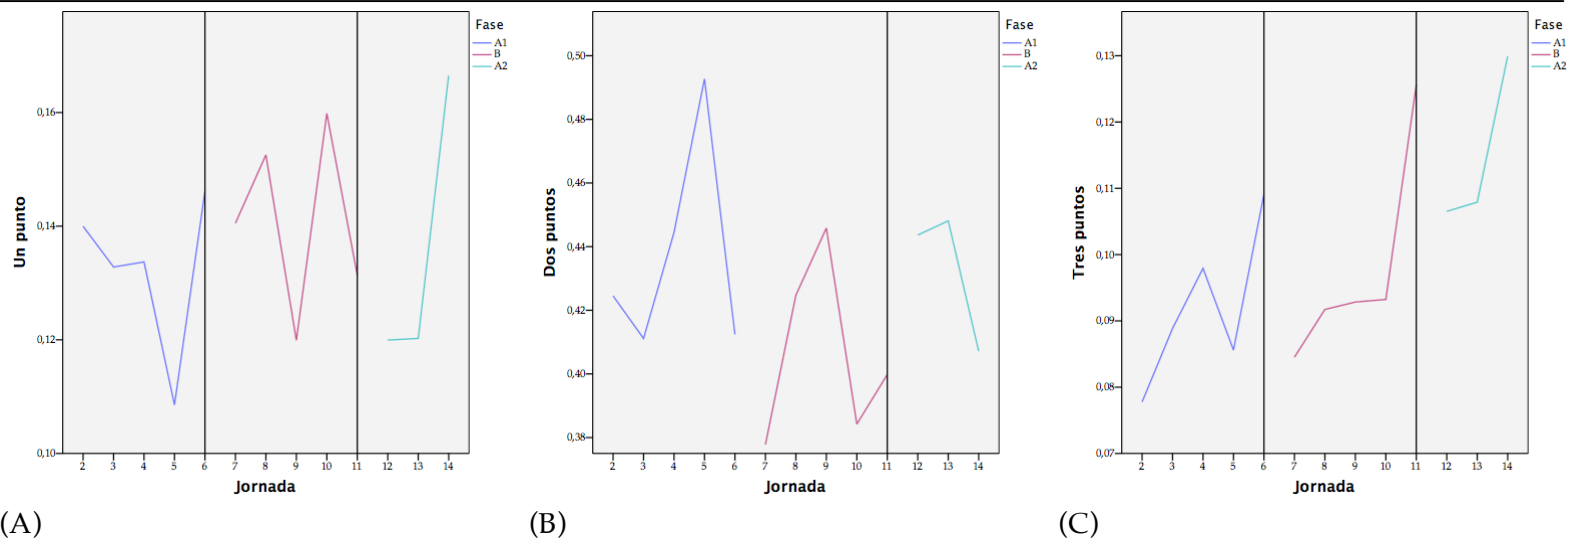 Fase
A1
B
A2
0,16
0,14
0,12
0,10
Un punto
2 3 4 5 6 7 8 9 10 11 12 13 14
Jornada
(A)
Fase
A1
B
A2
0,50
0,48
0,46
0,44
0,42
0,40
0,38
Dos puntos
2 3 4 5 6 7 8 9 10 11 12 13 14
Jornada
(B)
Fase
A1
B
A2
0,13
0,12
0,11
0,10
0,09
0,08
0,07
Tres puntos
2 3 4 5 6 7 8 9 10 11 12 13 14
Jornada
(C)